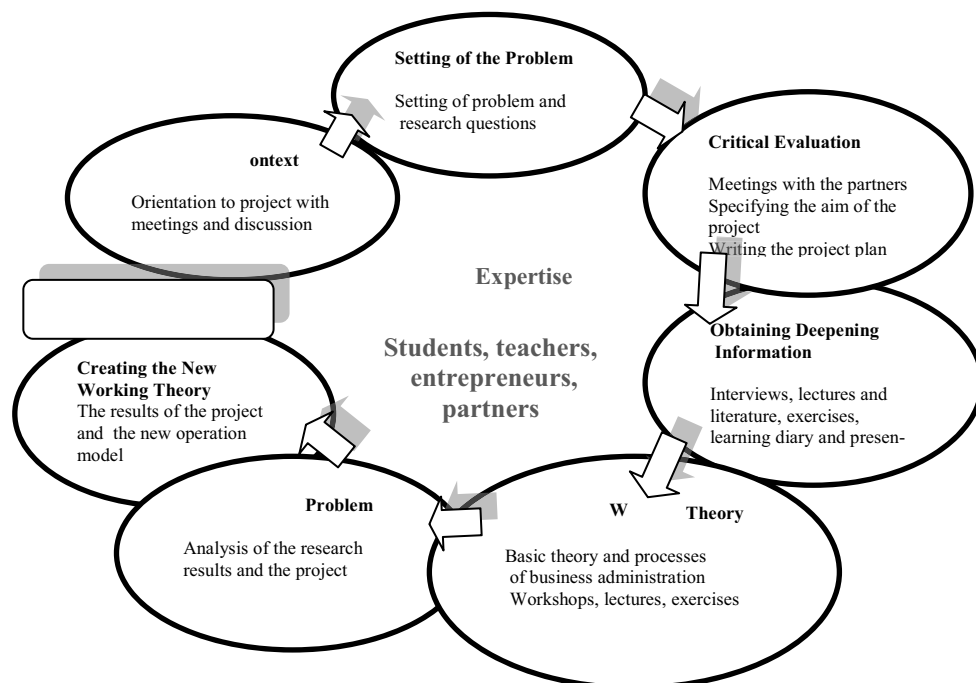 Setting of the Problem
Setting of problem and
research questions
Critical Evaluation
Meetings with the partners
Specifying the aim of the
project
Writing the project plan
Obtaining Deepening
Information
Interviews, lectures and
literature, exercises,
learning diary and presen-
W Theory
Basic theory and processes
of business administration
Workshops, lectures, exercises
Problem
Analysis of the research
results and the project
Creating the New
Working Theory
The results of the project
and the new operation
model
ontext
Orientation to project with
meetings and discussion
Expertise
Students, teachers,
entrepreneurs,
partners